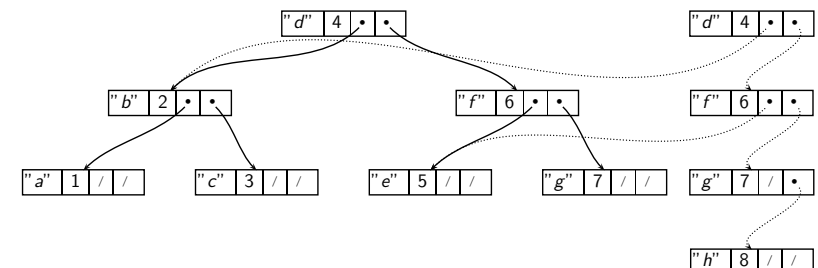 "d" 4 • • "d" 4 • •
"b" 2 • • "f" 6 • • "f" 6 • •
"a" 1 / / "c" 3 / / "e" 5 / / "g" 7 / / "g" 7 / •
"h" 8 / /